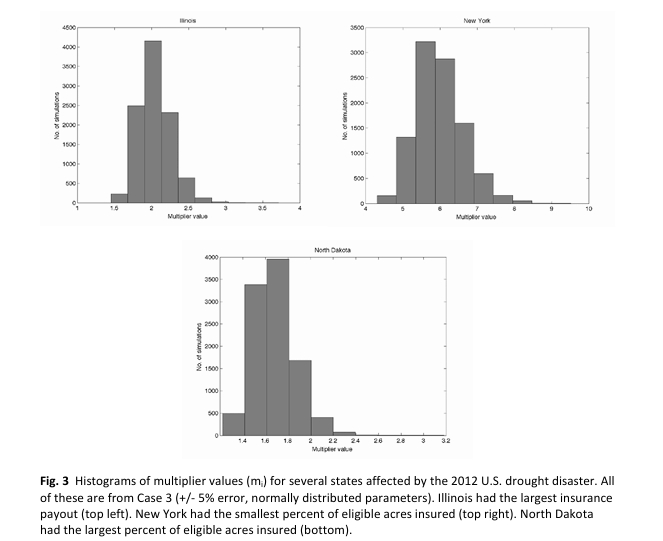 Illinois
4500
4000
3500
3000
2500
2000
1500
1000
500
0
No. of simulations
1 1.5 2 2.5 3 3.5 4
Multiplier value
New York
3500
3000
2500
2000
1500
1000
500
0
No. of simulations
4 5 6 7 8 9 10
Multiplier value
North Dakota
4000
3500
3000
2500
2000
1500
1000
500
0
No. of simulations
1.4 1.6 1.8 2 2.2 2.4 2.6 2.8 3 3.2
Multiplier value
Fig. 3 Histograms of multiplier values (mi) for several states affected by the 2012 U.S. drought disaster. All
of these are from Case 3 (+/- 5% error, normally distributed parameters). Illinois had the largest insurance
payout (top left). New York had the smallest percent of eligible acres insured (top right). North Dakota
had the largest percent of eligible acres insured (bottom).